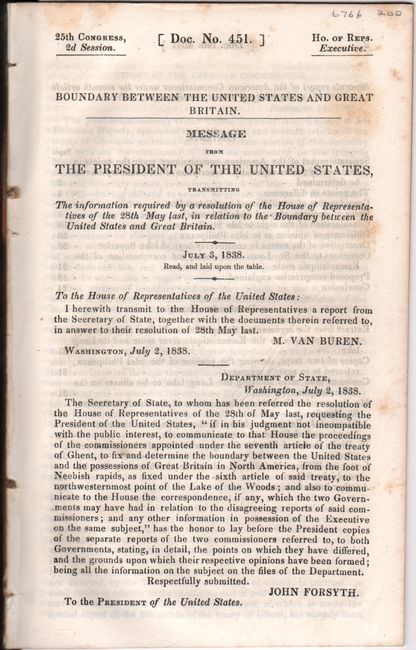 6766 200
25th Congress, [ Doc. No. 451. ] Ho. of Reps.
2d Session. Executive.
BOUNDARY BETWEEN THE UNITED STATES AND GREAT
BRITAIN.
MESSAGE
FROM
THE PRESIDENT OF THE UNITED STATES,
TRANSMITTING
The information required by a resolution of the House of Representa-
tives of the 28th May last, in relation to the Boundary between the
United States and Great Britain.
July 3, 1838.
Read, and laid upon the table.
To the House of Representatives of the United States:
I herewith transmit to the House of Representatives a report from
the Secretary of State, together with the documents therein referred to,
in answer to their resolution of 28th May last.
M. VAN BUREN.
Washington, July 2, 1838.
Department of State,
Washington, July 2, 1838.
The Secretary of State, to whom has been referred the resolution of
the House of Representatives of the 28th of May last, requesting the
President of the United States, "if in his judgment not incompatible
with the public interest, to communicate to that House the proceedings
of the commissioners appointed under the seventh article of the treaty
of Ghent, to fix and determine the boundary between the United States
and the possessions of Great Britain in North America, from the foot of
Neebish rapids, as fixed under the sixth article of said treaty, to the
northwesternmost point of the Lake of the Woods; and also to commu-
nicate to the House the correspondence, if any, which the two Govern-
ments may have had in relation to the disagreeing reports of said com-
missioners; and any other information in possession of the Executive
on the same subject," has the honor to lay before the President copies
of the separate reports of the two commissioners referred to, to both
Governments, stating, in detail, the points on which they have differed,
and the grounds upon which their respective opinions have been formed;
being all the information on the subject on the files of the Department.
Respectfully submitted.
JOHN FORSYTH.
To the President of the United States.